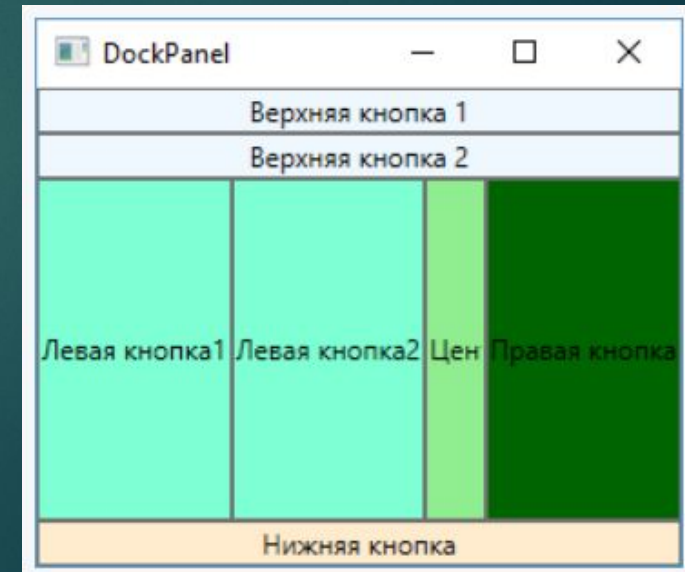 DockPanel
Верхняя кнопка 1
Верхняя кнопка 2
Левая кнопка1 Левая кнопка2 Цен Правая кнопка
Нижняя кнопка